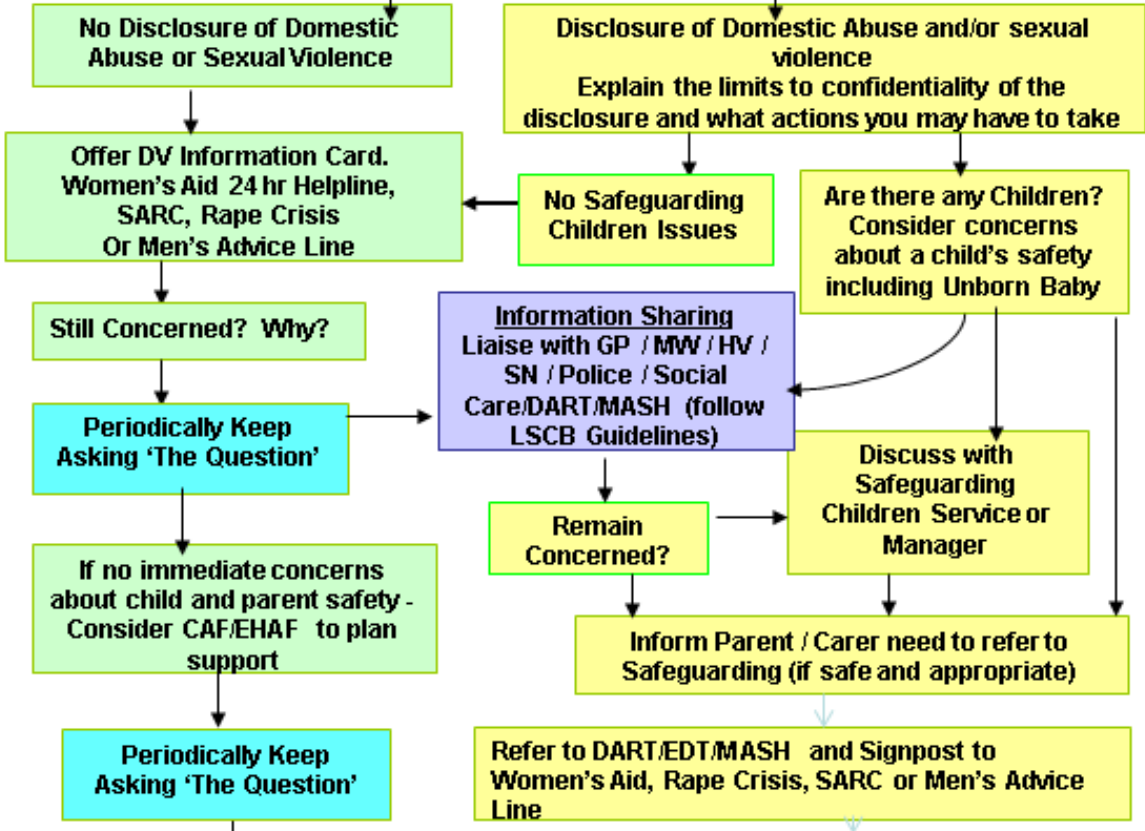 No Disclosure of Domestic
Abuse or Sexual Violence
Disclosure of Domestic Abuse and/or sexual
violence
Explain the limits to confidentiality of the
disclosure and what actions you may have to take
Offer DV Information Card.
Women's Aid 24 hr Helpline,
SARC, Rape Crisis
Or Men's Advice Line
No Safeguarding
Children Issues
Are there any Children?
Consider concerns
about a child's safety
including Unborn Baby
Still Concerned? Why?
Information Sharing
Liaise with GP / MW / HV /
SN / Police / Social
Care/DART/MASH (follow
LSCB Guidelines)
Periodically Keep
Asking 'The Question'
Discuss with
Safeguarding
Children Service or
Manager
Remain
Concerned?
If no immediate concerns
about child and parent safety -
Consider CAF/EHAF to plan
support
Inform Parent / Carer need to refer to
Safeguarding (if safe and appropriate)
Periodically Keep
Asking 'The Question'
Refer to DART/EDT/MASH and Signpost to
Women's Aid, Rape Crisis, SARC or Men's Advice
Line